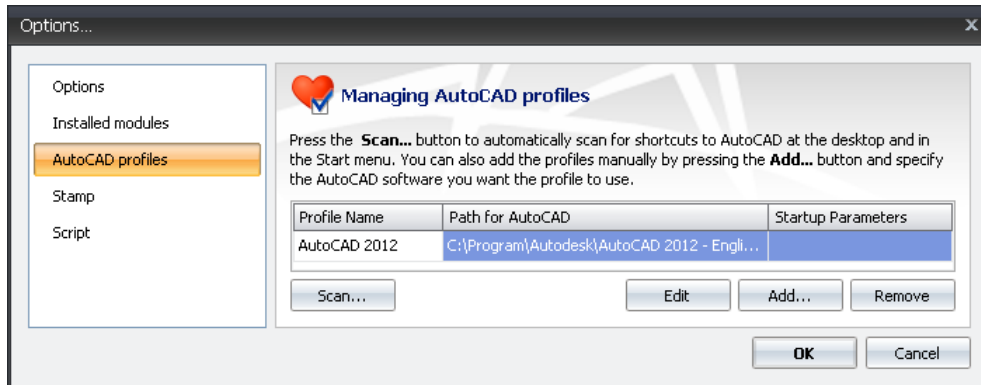 Options...
x
Options
Installed modules
AutoCAD profiles
Stamp
Script
Managing AutoCAD profiles
Press the Scan... button to automatically scan for shortcuts to AutoCAD at the desktop and in
the Start menu. You can also add the profiles manually by pressing the Add... button and specify
the AutoCAD software you want the profile to use.
Profile Name Path for AutoCAD Startup Parameters
AutoCAD 2012 C:\Program\Autodesk\AutoCAD 2012 - Engli...
Scan... Edit Add... Remove
OK Cancel